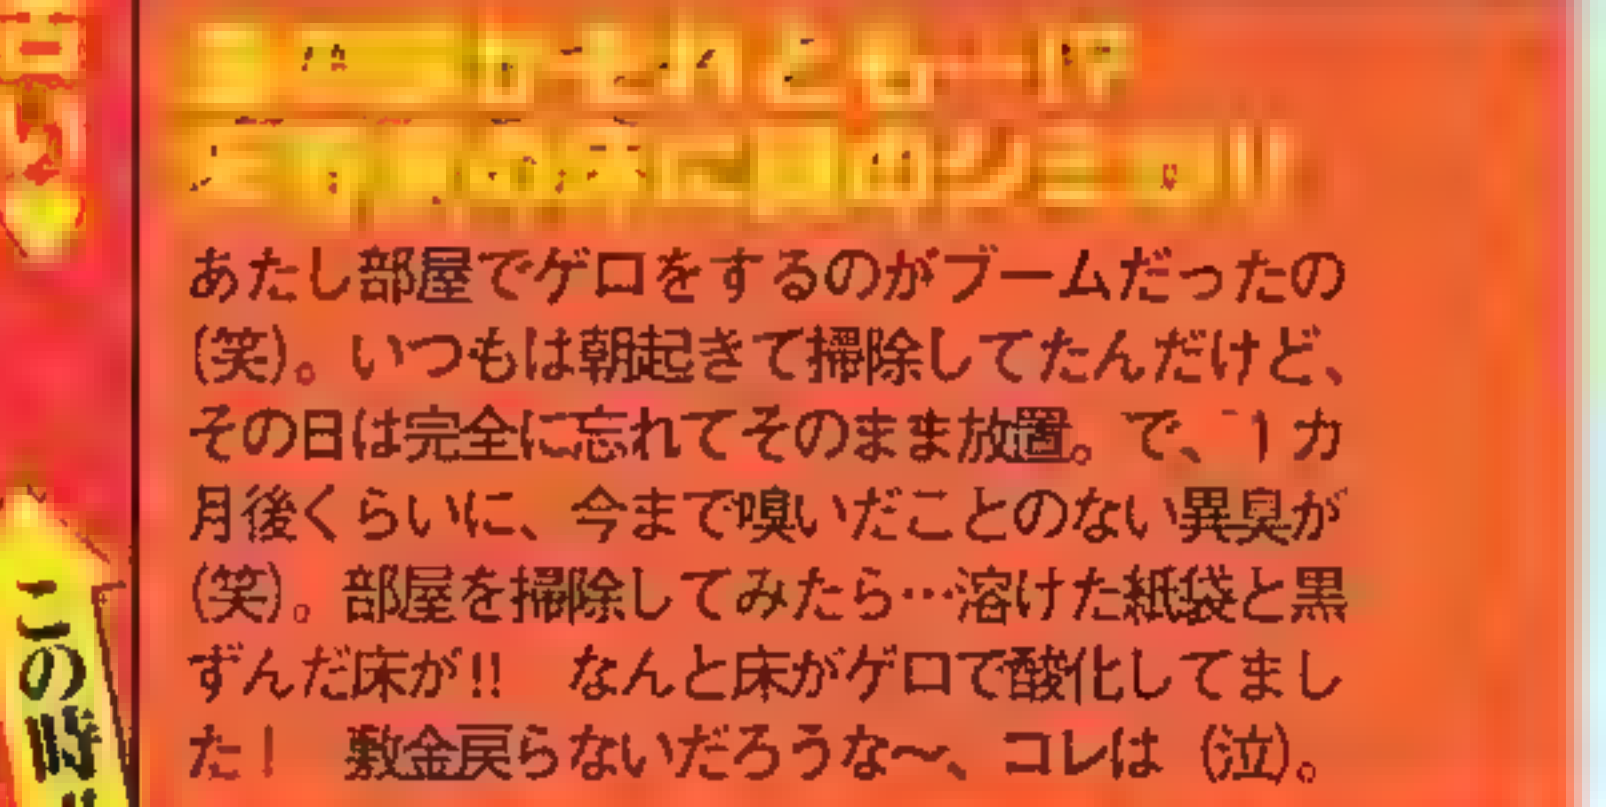 あたし部屋でゲロをするのがブームだったの
(笑)。いつもは朝起きて掃除してたんだけど、
その日は完全に忘れてそのまま放置。で、1カ
月後くらいに、今まで嗅いだことのない異臭が
(笑)。部屋を掃除してみたら…溶けた紙袋と黒
ずんだ床が!! なんと床がゲロで酸化してまし
た! 敷金戻らないだろうな〜、コレは(泣)。
この時